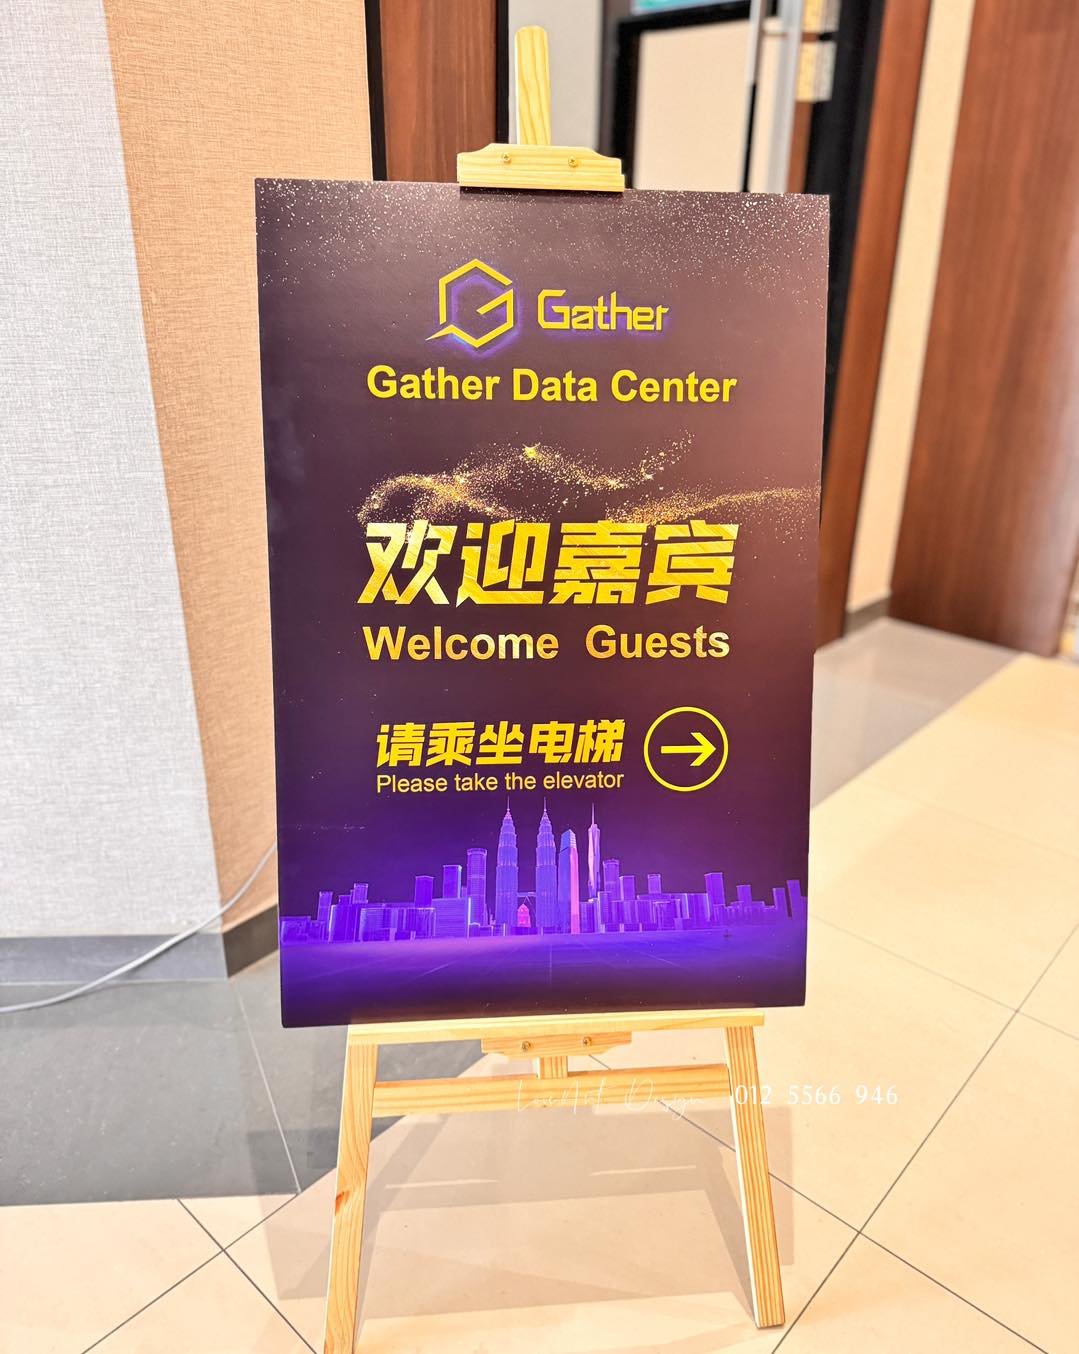 Gather
Gather Data Center
欢迎嘉宾
Welcome Guests
请乘坐电梯
Please take the elevator
LoveArt Design 012 5566 946